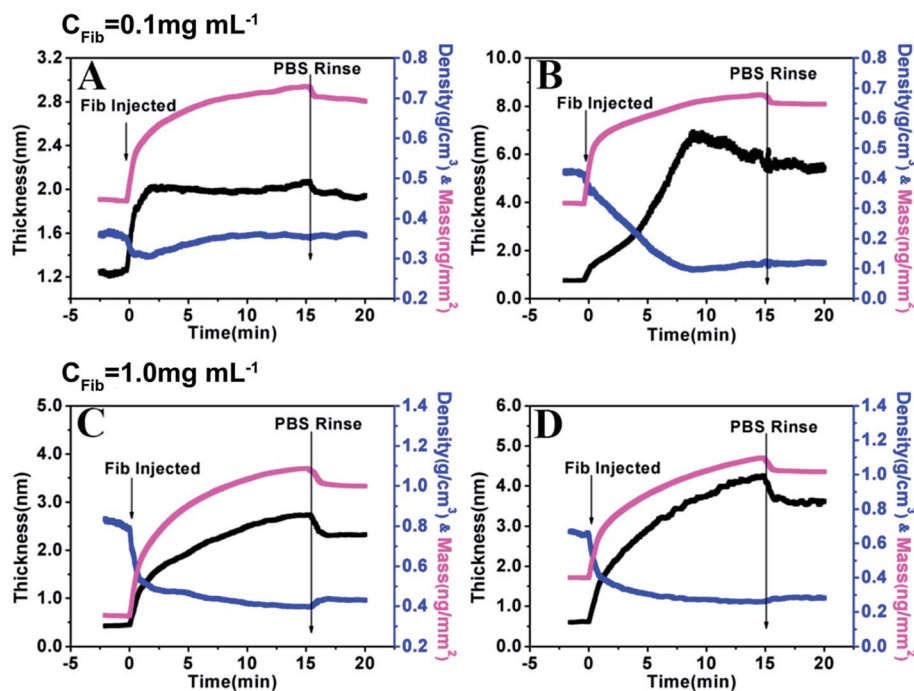 C_Fib=0.1mg mL⁻¹
A
Fib Injected
PBS Rinse
Thickness(nm)
3.2
2.8
2.4
2.0
1.6
1.2
Density(g/cm³) & Mass(ng/mm²)
0.8
0.7
0.6
0.5
0.4
0.3
0.2
-5 0 5 10 15 20
Time(min)
B
Fib Injected
PBS Rinse
Thickness(nm)
10.0
8.0
6.0
4.0
2.0
0.0
Density(g/cm³) & Mass(ng/mm²)
0.8
0.7
0.6
0.5
0.4
0.3
0.2
0.1
0.0
-5 0 5 10 15 20
Time(min)
C_Fib=1.0mg mL⁻¹
C
Fib Injected
PBS Rinse
Thickness(nm)
5.0
4.0
3.0
2.0
1.0
0.0
Density(g/cm³) & Mass(ng/mm²)
1.4
1.2
1.0
0.8
0.6
0.4
0.2
-5 0 5 10 15 20
Time(min)
D
Fib Injected
PBS Rinse
Thickness(nm)
6.0
5.0
4.0
3.0
2.0
1.0
0.0
Density(g/cm³) & Mass(ng/mm²)
1.4
1.2
1.0
0.8
0.6
0.4
0.2
0.0
-5 0 5 10 15 20
Time(min)